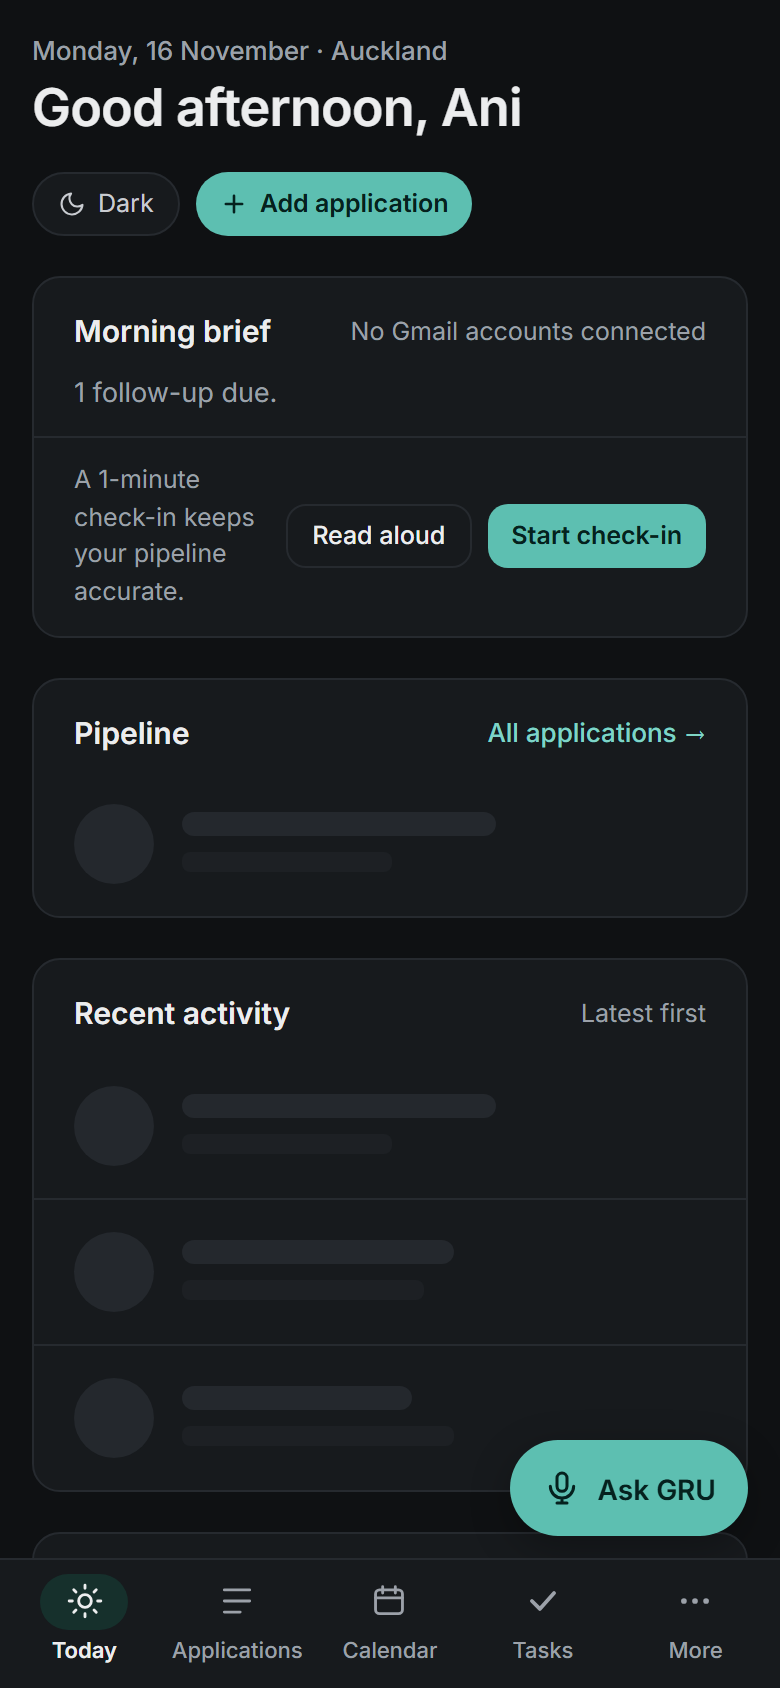 Monday, 16 November · Auckland
Good afternoon, Ani
Dark
Add application
Morning brief
No Gmail accounts connected
1 follow-up due.
A 1-minute
check-in keeps
your pipeline
accurate.
Read aloud
Start check-in
Pipeline
All applications →
Recent activity
Latest first
Ask GRU
Today
Applications
Calendar
Tasks
More